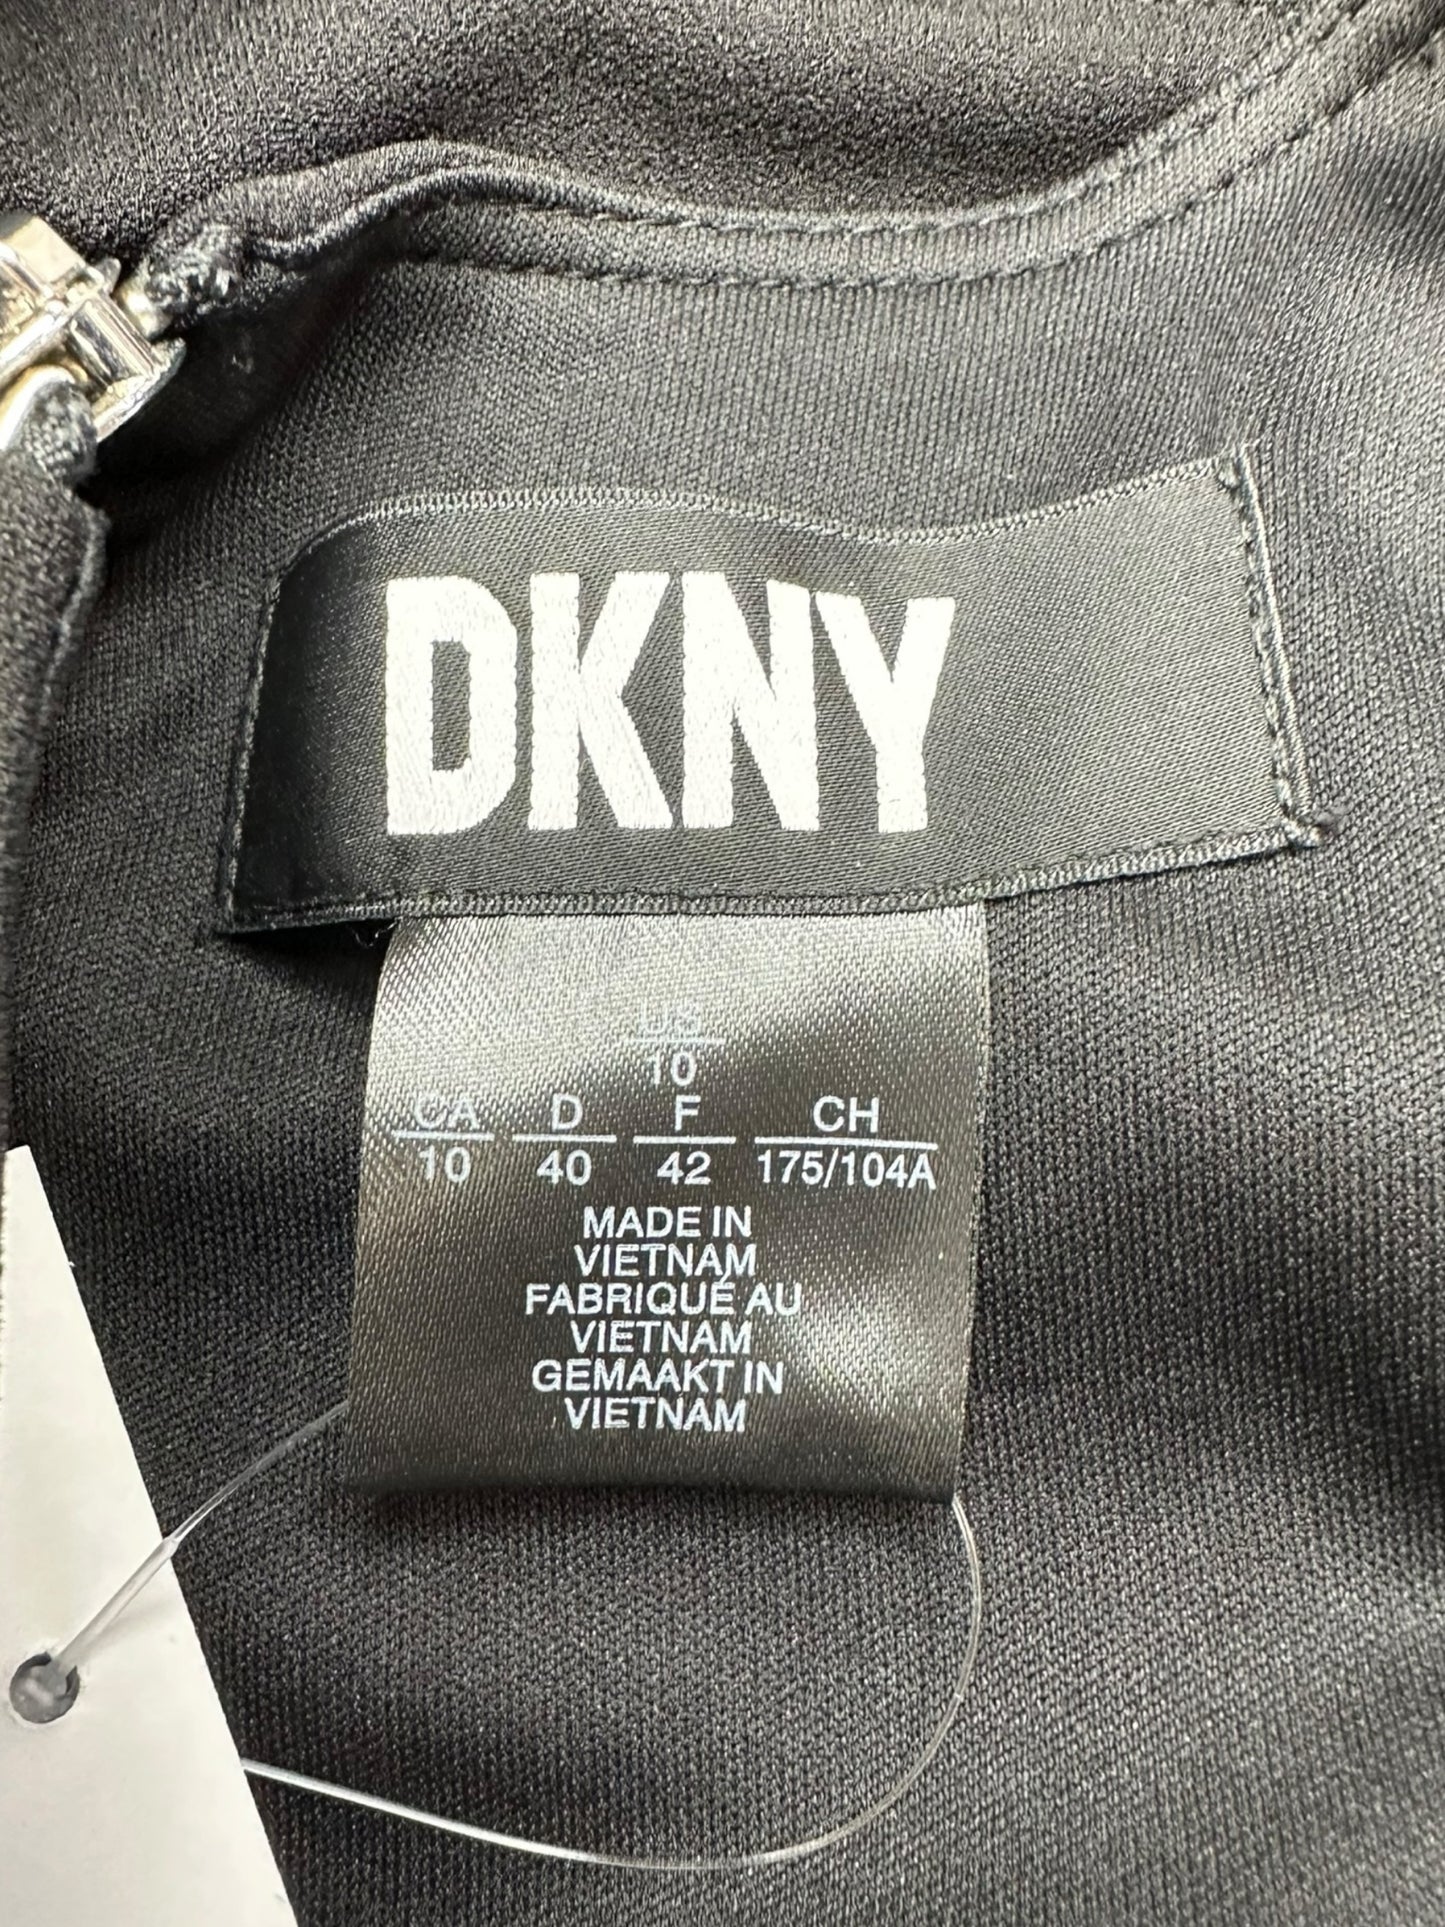 DKNY
US
10
CA D F CH
10 40 42 175/104A
MADE IN
VIETNAM
FABRIQUÉ AU
VIETNAM
GEMAAKT IN
VIETNAM